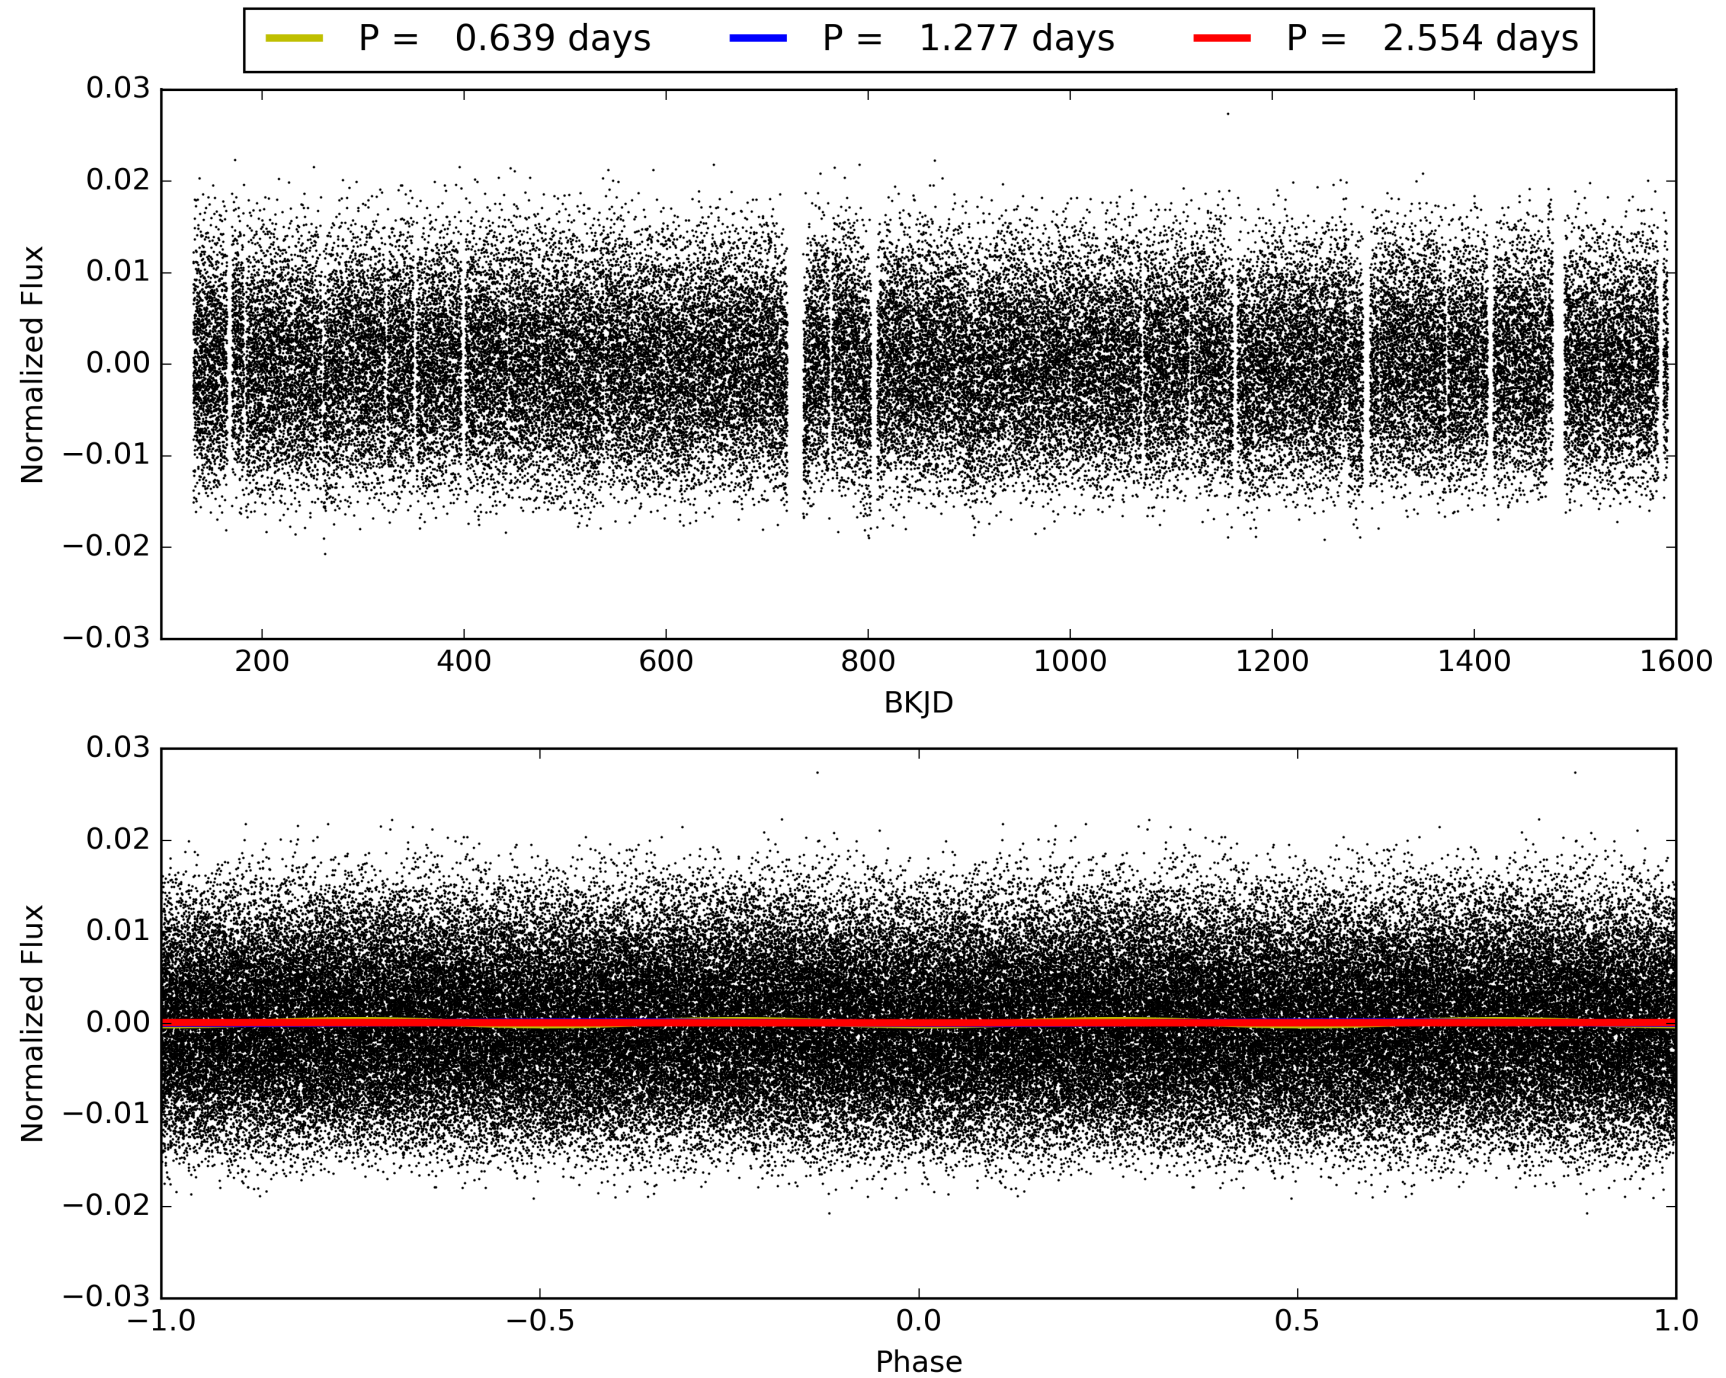 P = 0.639 days P = 1.277 days P = 2.554 days
0.03
0.02
0.01
0.00
−0.01
−0.02
−0.03
Normalized Flux
200 400 600 800 1000 1200 1400 1600
BKJD
0.03
0.02
0.01
0.00
−0.01
−0.02
−0.03
Normalized Flux
−1.0 −0.5 0.0 0.5 1.0
Phase